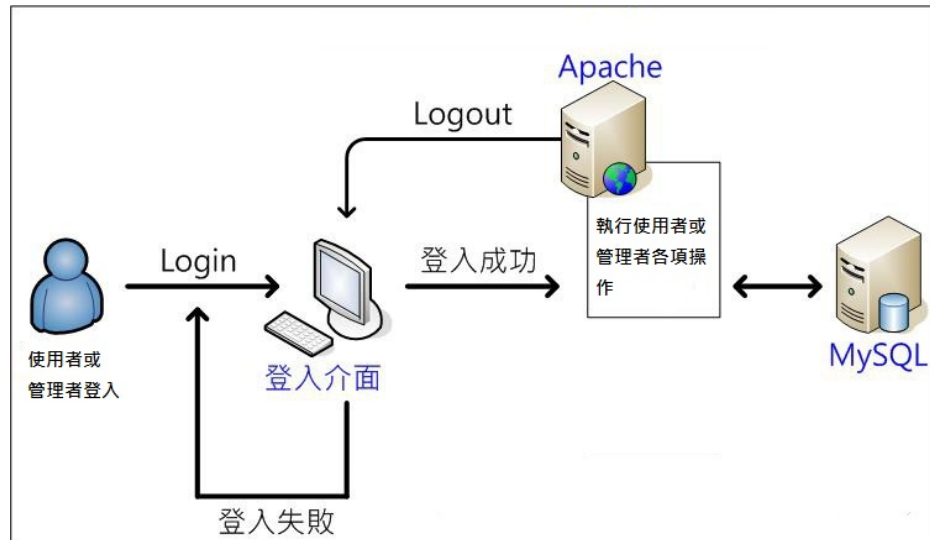 Apache
Logout
執行使用者或
管理者各項操
作
Login
登入成功
使用者或
管理者登入
登入介面
MySQL
登入失敗